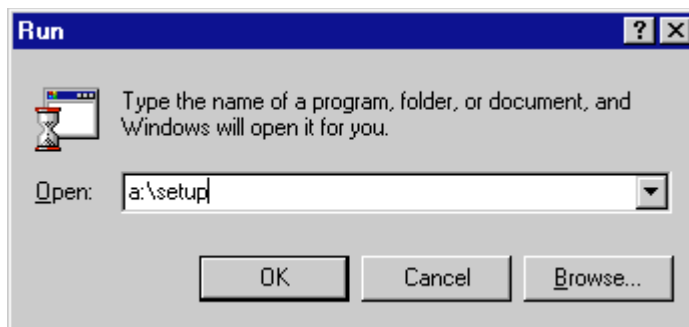 Run
Type the name of a program, folder, or document, and
Windows will open it for you.
Open: a:\setup
OK Cancel Browse...